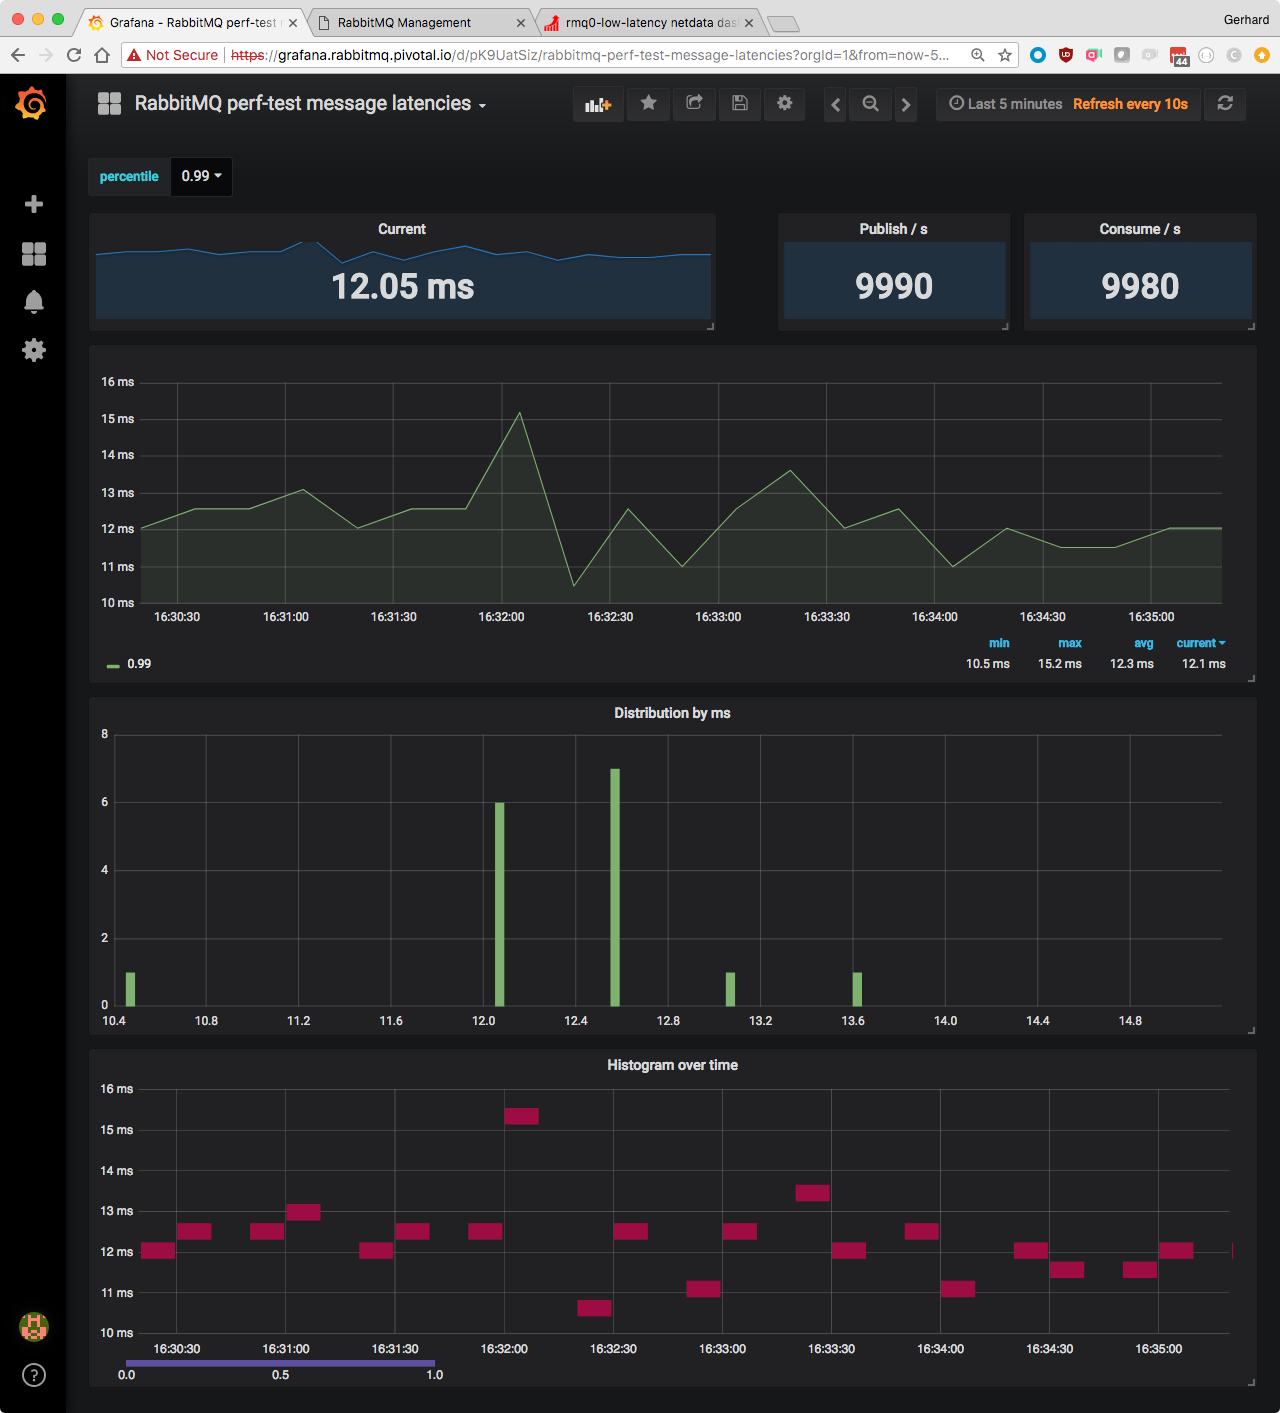 Grafana - RabbitMQ perf-test
RabbitMQ Management
rmq0-low-latency netdata das
Gerhard
Not Secure
https://grafana.rabbitmq.pivotal.io/d/pK9UatSiz/rabbitmq-perf-test-message-latencies?orgId=1&from=now-5...
44
RabbitMQ perf-test message latencies
Last 5 minutes Refresh every 10s
percentile 0.99
Current
12.05 ms
Publish / s
9990
Consume / s
9980
16 ms
15 ms
14 ms
13 ms
12 ms
11 ms
10 ms
16:30:30 16:31:00 16:31:30 16:32:00 16:32:30 16:33:00 16:33:30 16:34:00 16:34:30 16:35:00
min max avg current
0.99 10.5 ms 15.2 ms 12.3 ms 12.1 ms
Distribution by ms
8
6
4
2
0
10.4 10.8 11.2 11.6 12.0 12.4 12.8 13.2 13.6 14.0 14.4 14.8
Histogram over time
16 ms
15 ms
14 ms
13 ms
12 ms
11 ms
10 ms
16:30:30 16:31:00 16:31:30 16:32:00 16:32:30 16:33:00 16:33:30 16:34:00 16:34:30 16:35:00
0.0 0.5 1.0